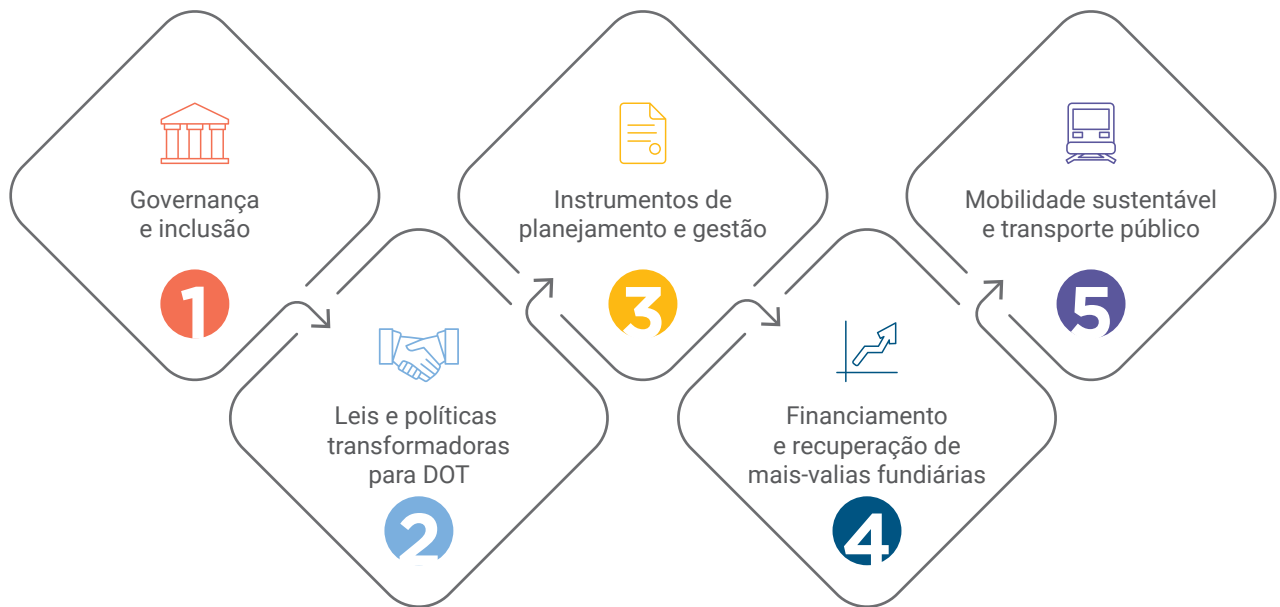 Governança
e inclusão
1
Leis e políticas
transformadoras
para DOT
2
Instrumentos de
planejamento e gestão
3
Financiamento
e recuperação de
mais-valias fundiárias
4
Mobilidade sustentável
e transporte público
5